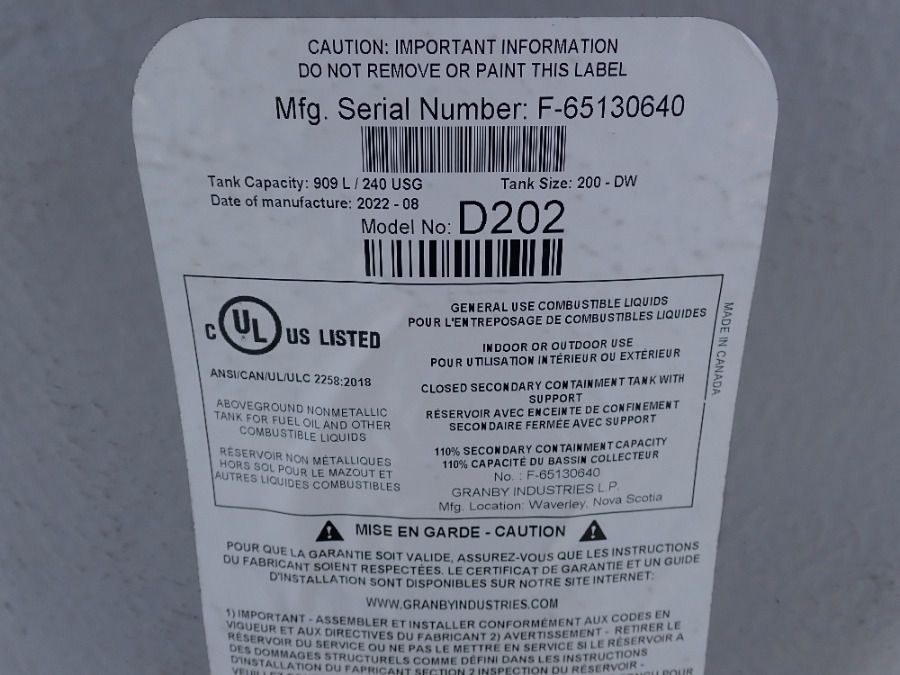 CAUTION: IMPORTANT INFORMATION
DO NOT REMOVE OR PAINT THIS LABEL
Mfg. Serial Number: F-65130640
Tank Capacity: 909 L / 240 USG
Tank Size: 200 - DW
Date of manufacture: 2022 - 08
Model No: D202
C UL US LISTED
ANSI/CAN/UL/ULC 2258:2018
ABOVEGROUND NONMETALLIC
TANK FOR FUEL OIL AND OTHER
COMBUSTIBLE LIQUIDS
RÉSERVOIR NON MÉTALLIQUES
HORS SOL POUR LE MAZOUT ET
AUTRES LIQUIDES COMBUSTIBLES
GENERAL USE COMBUSTIBLE LIQUIDS
POUR L'ENTREPOSAGE DE COMBUSTIBLES LIQUIDES
INDOOR OR OUTDOOR USE
POUR UTILISATION INTÉRIEUR OU EXTÉRIEUR
CLOSED SECONDARY CONTAINMENT TANK WITH
SUPPORT
RÉSERVOIR AVEC ENCEINTE DE CONFINEMENT
SECONDAIRE FERMÉE AVEC SUPPORT
110% SECONDARY CONTAINMENT CAPACITY
110% CAPACITÉ DU BASSIN COLLECTEUR
No. : F-65130640
GRANBY INDUSTRIES L.P.
Mfg. Location: Waverley, Nova Scotia
MADE IN CANADA
MISE EN GARDE - CAUTION
POUR QUE LA GARANTIE SOIT VALIDE, ASSUREZ-VOUS QUE LES INSTRUCTIONS
DU FABRICANT SOIENT RESPECTÉES. LE CERTIFICAT DE GARANTIE ET UN GUIDE
D'INSTALLATION SONT DISPONIBLES SUR NOTRE SITE INTERNET:
WWW.GRANBYINDUSTRIES.COM
1) IMPORTANT - ASSEMBLER ET INSTALLER CONFORMÉMENT AUX CODES EN
VIGUEUR ET AUX DIRECTIVES DU FABRICANT 2) AVERTISSEMENT - RETIRER LE
RÉSERVOIR DU SERVICE OU NE PAS LE METTRE EN SERVICE SI LE RÉSERVOIR A
DES DOMMAGES STRUCTURELS COMME DÉFINI DANS LES INSTRUCTIONS
D'INSTALLATION DU FABRICANT SECTION 2 INSPECTION DU RÉSERVOIR -